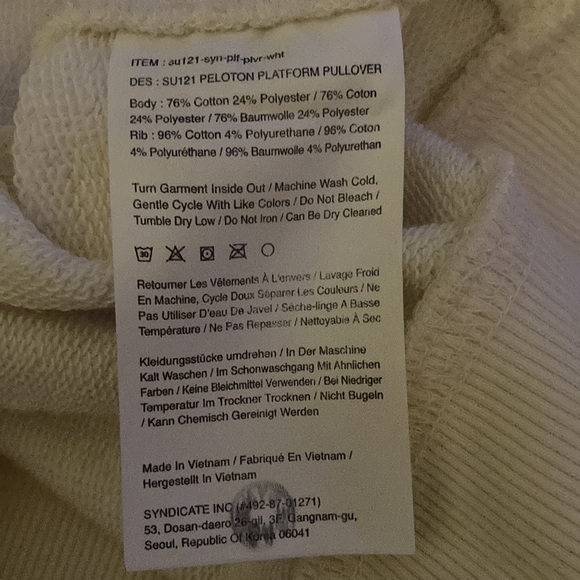 ITEM : su121-syn-plf-plvr-wht
DES : SU121 PELOTON PLATFORM PULLOVER
Body : 76% Cotton 24% Polyester / 76% Coton
24% Polyester / 76% Baumwolle 24% Polyester
Rib : 96% Cotton 4% Polyurethane / 96% Coton
4% Polyuréthane / 96% Baumwolle 4% Polyurethan
Turn Garment Inside Out / Machine Wash Cold,
Gentle Cycle With Like Colors / Do Not Bleach /
Tumble Dry Low / Do Not Iron / Can Be Dry Cleaned
30
Retourner Les Vêtements À L'envers / Lavage Froid
En Machine, Cycle Doux Séparer Les Couleurs / Ne
Pas Utiliser D'eau De Javel / Sèche-linge A Basse
Température / Ne Pas Repasser / Nettoyable À Sec
Kleidungsstücke umdrehen / In Der Maschine
Kalt Waschen / Im Schonwaschgang Mit Ähnlichen
Farben / Keine Bleichmittel Verwenden / Bei Niedriger
Temperatur Im Trockner Trocknen / Nicht Bugeln
/ Kann Chemisch Gereinigt Werden
Made In Vietnam / Fabriqué En Vietnam /
Hergestellt In Vietnam
SYNDICATE INC (#492-87-01271)
53, Dosan-daero 26-gil, 3F, Gangnam-gu,
Seoul, Republic Of Korea 06041